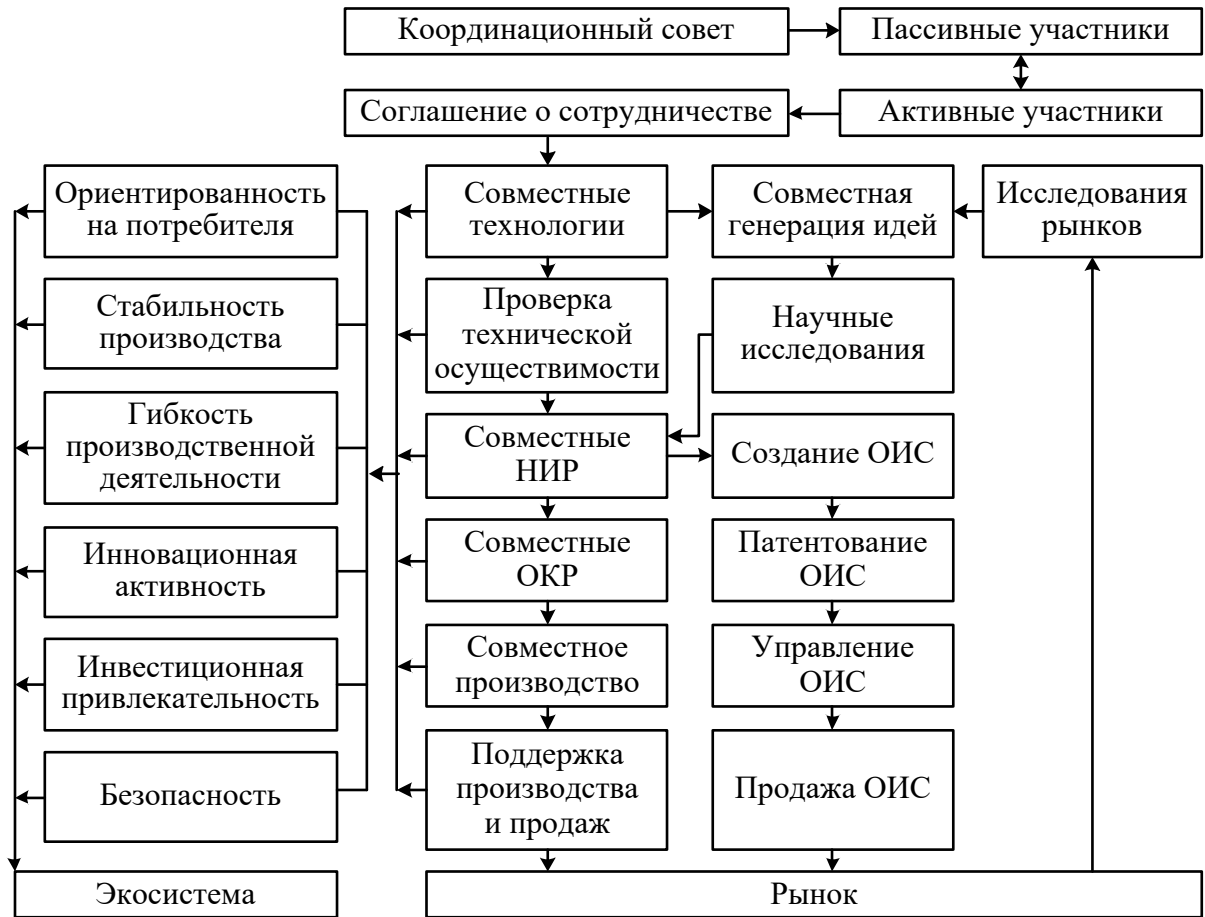 Координационный совет
Пассивные участники
Соглашение о сотрудничестве
Активные участники
Ориентированность
на потребителя
Совместные
технологии
Совместная
генерация идей
Исследования
рынков
Стабильность
производства
Проверка
технической
осуществимости
Научные
исследования
Гибкость
производственной
деятельности
Совместные
НИР
Создание ОИС
Инновационная
активность
Совместные
ОКР
Патентование
ОИС
Инвестиционная
привлекательность
Совместное
производство
Управление
ОИС
Безопасность
Поддержка
производства
и продаж
Продажа ОИС
Экосистема
Рынок